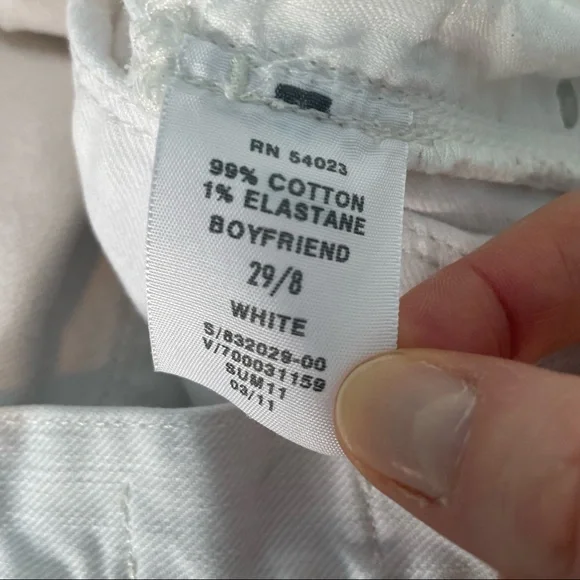 RN 54023
99% COTTON
1% ELASTANE
BOYFRIEND
29/8
WHITE
S/832029-00
V/700031159
SUM11
03/11